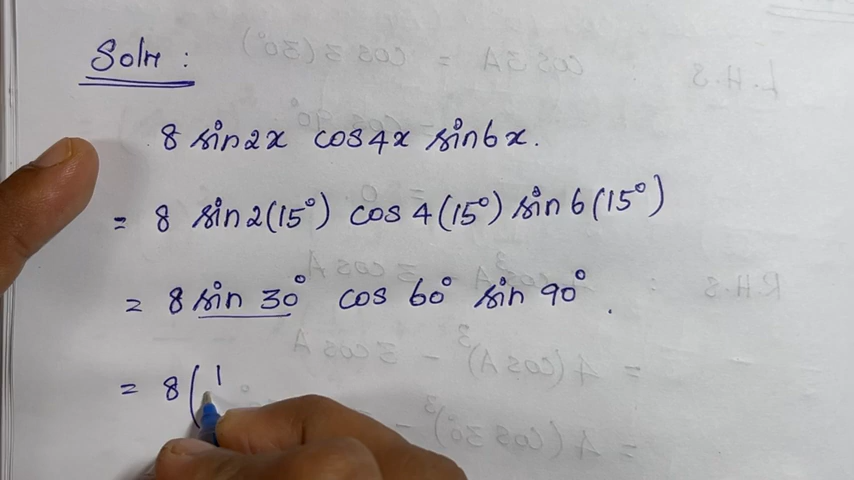 Soln :
8 sin2x cos4x sin6x.
= 8 sin2(15°) cos4(15°) sin6(15°)
= 8 sin 30° cos 60° sin 90°.
= 8(1